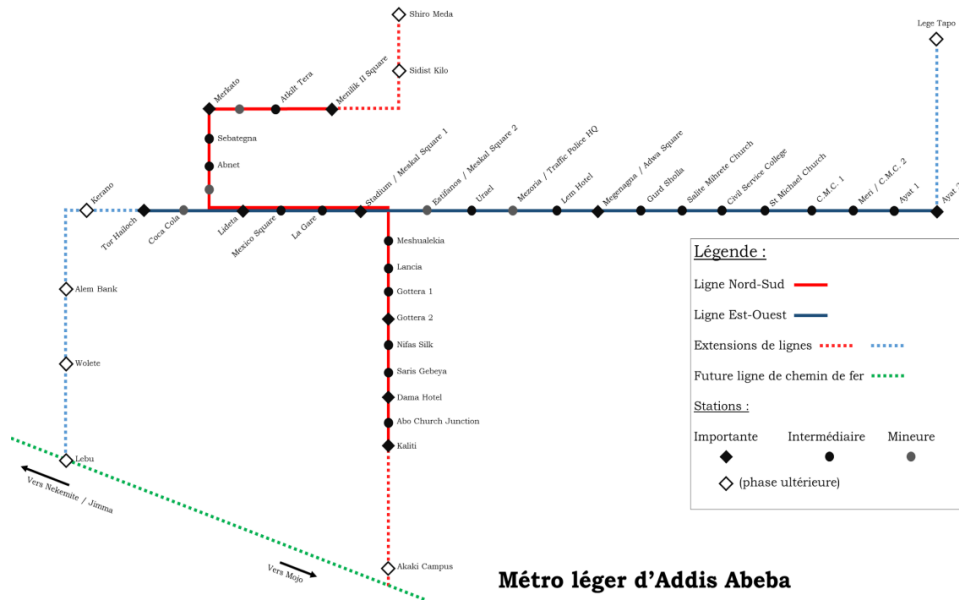 Shiro Meda
Lege Tapo
Sidist Kilo
Merkato
Atkilt Tera
Menilik II Square
Sebategna
Abnet
Kerano
Tor Hailoch
Coca Cola
Lideta
Mexico Square
La Gare
Stadium / Meskal Square 1
Estifanos / Meskal Square 2
Urael
Mezoria / Traffic Police HQ
Lem Hotel
Megenagna / Adwa Square
Gurd Sholla
Salite Mihrete Church
Civil Service College
St Michael Church
C.M.C. 1
Meri / C.M.C. 2
Ayat 1
Ayat 2
Meshualekia
Lancia
Gottera 1
Gottera 2
Nifas Silk
Saris Gebeya
Dama Hotel
Abo Church Junction
Kaliti
Akaki Campus
Alem Bank
Wolete
Lebu
Vers Nekemite / Jimma
Vers Mojo
Légende :
Ligne Nord-Sud
Ligne Est-Ouest
Extensions de lignes
Future ligne de chemin de fer
Stations :
Importante Intermédiaire Mineure
(phase ultérieure)
Métro léger d'Addis Abeba